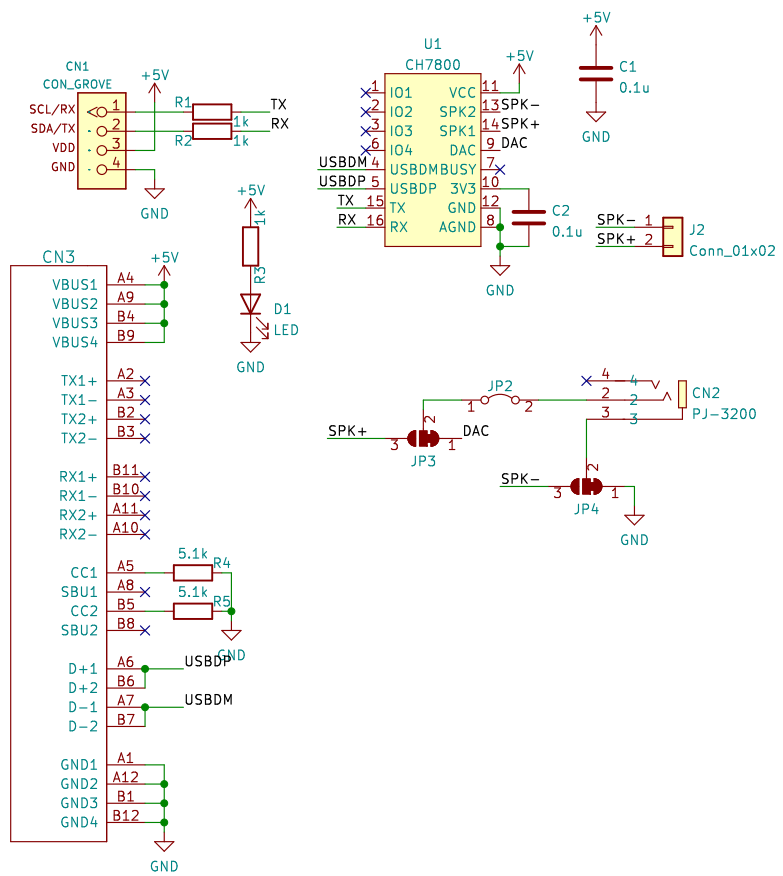 CN1
CON_GROVE
SCL/RX 1
SDA/TX 2
VDD 3
GND 4
+5V
GND
R1
1k
TX
R2
1k
RX
+5V
1k
R3
D1
LED
GND
U1
CH7800
1 IO1
2 IO2
3 IO3
6 IO4
USBDM 4 USBDM
USBDP 5 USBDP
TX 15 TX
RX 16 RX
VCC 11
+5V
SPK2 13 SPK-
SPK1 14 SPK+
DAC 9 DAC
BUSY 7
3V3 10
GND 12
AGND 8
C2
0.1u
GND
+5V
C1
0.1u
GND
SPK- 1
SPK+ 2
J2
Conn_01x02
CN3
+5V
VBUS1 A4
VBUS2 A9
VBUS3 B4
VBUS4 B9
TX1+ A2
TX1- A3
TX2+ B2
TX2- B3
RX1+ B11
RX1- B10
RX2+ A11
RX2- A10
CC1 A5
SBU1 A8
CC2 B5
SBU2 B8
5.1k
R4
5.1k
R5
GND
D+1 A6 USBDP
D+2 B6
D-1 A7 USBDM
D-2 B7
GND1 A1
GND2 A12
GND3 B1
GND4 B12
GND
SPK+ 3
2
1 DAC
JP3
1 JP2 2
4 4
2 2
3 3
CN2
PJ-3200
SPK- 3
2
1
JP4
GND